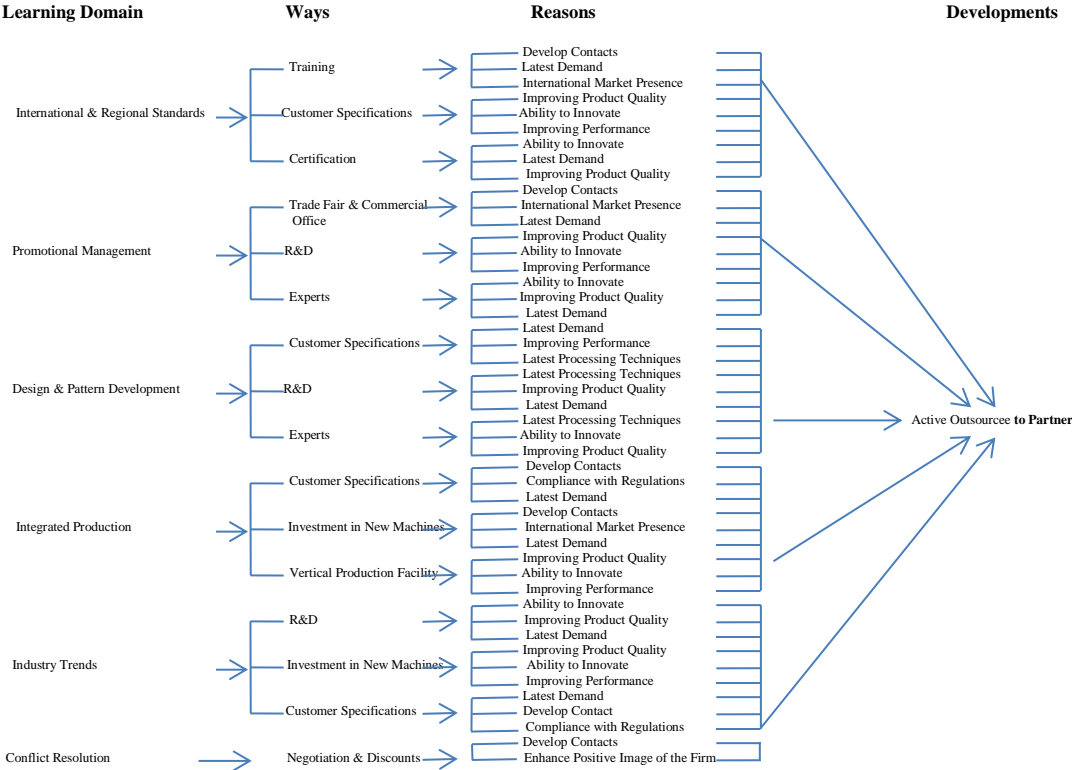 Learning Domain Ways Reasons Developments
Develop Contacts
Training Latest Demand
International Market Presence
Improving Product Quality
International & Regional Standards Customer Specifications Ability to Innovate
Improving Performance
Ability to Innovate
Certification Latest Demand
Improving Product Quality
Develop Contacts
Trade Fair & Commercial International Market Presence
Office Latest Demand
Improving Product Quality
Promotional Management R&D Ability to Innovate
Improving Performance
Ability to Innovate
Experts Improving Product Quality
Latest Demand
Latest Demand
Customer Specifications Improving Performance
Latest Processing Techniques
Latest Processing Techniques
Design & Pattern Development R&D Improving Product Quality
Latest Demand
Latest Processing Techniques Active Outsourcee to Partner
Experts Ability to Innovate
Improving Product Quality
Develop Contacts
Customer Specifications Compliance with Regulations
Latest Demand
Develop Contacts
Integrated Production Investment in New Machines International Market Presence
Latest Demand
Improving Product Quality
Vertical Production Facility Ability to Innovate
Improving Performance
Ability to Innovate
R&D Improving Product Quality
Latest Demand
Improving Product Quality
Industry Trends Investment in New Machines Ability to Innovate
Improving Performance
Latest Demand
Customer Specifications Develop Contact
Compliance with Regulations
Develop Contacts
Conflict Resolution Negotiation & Discounts Enhance Positive Image of the Firm